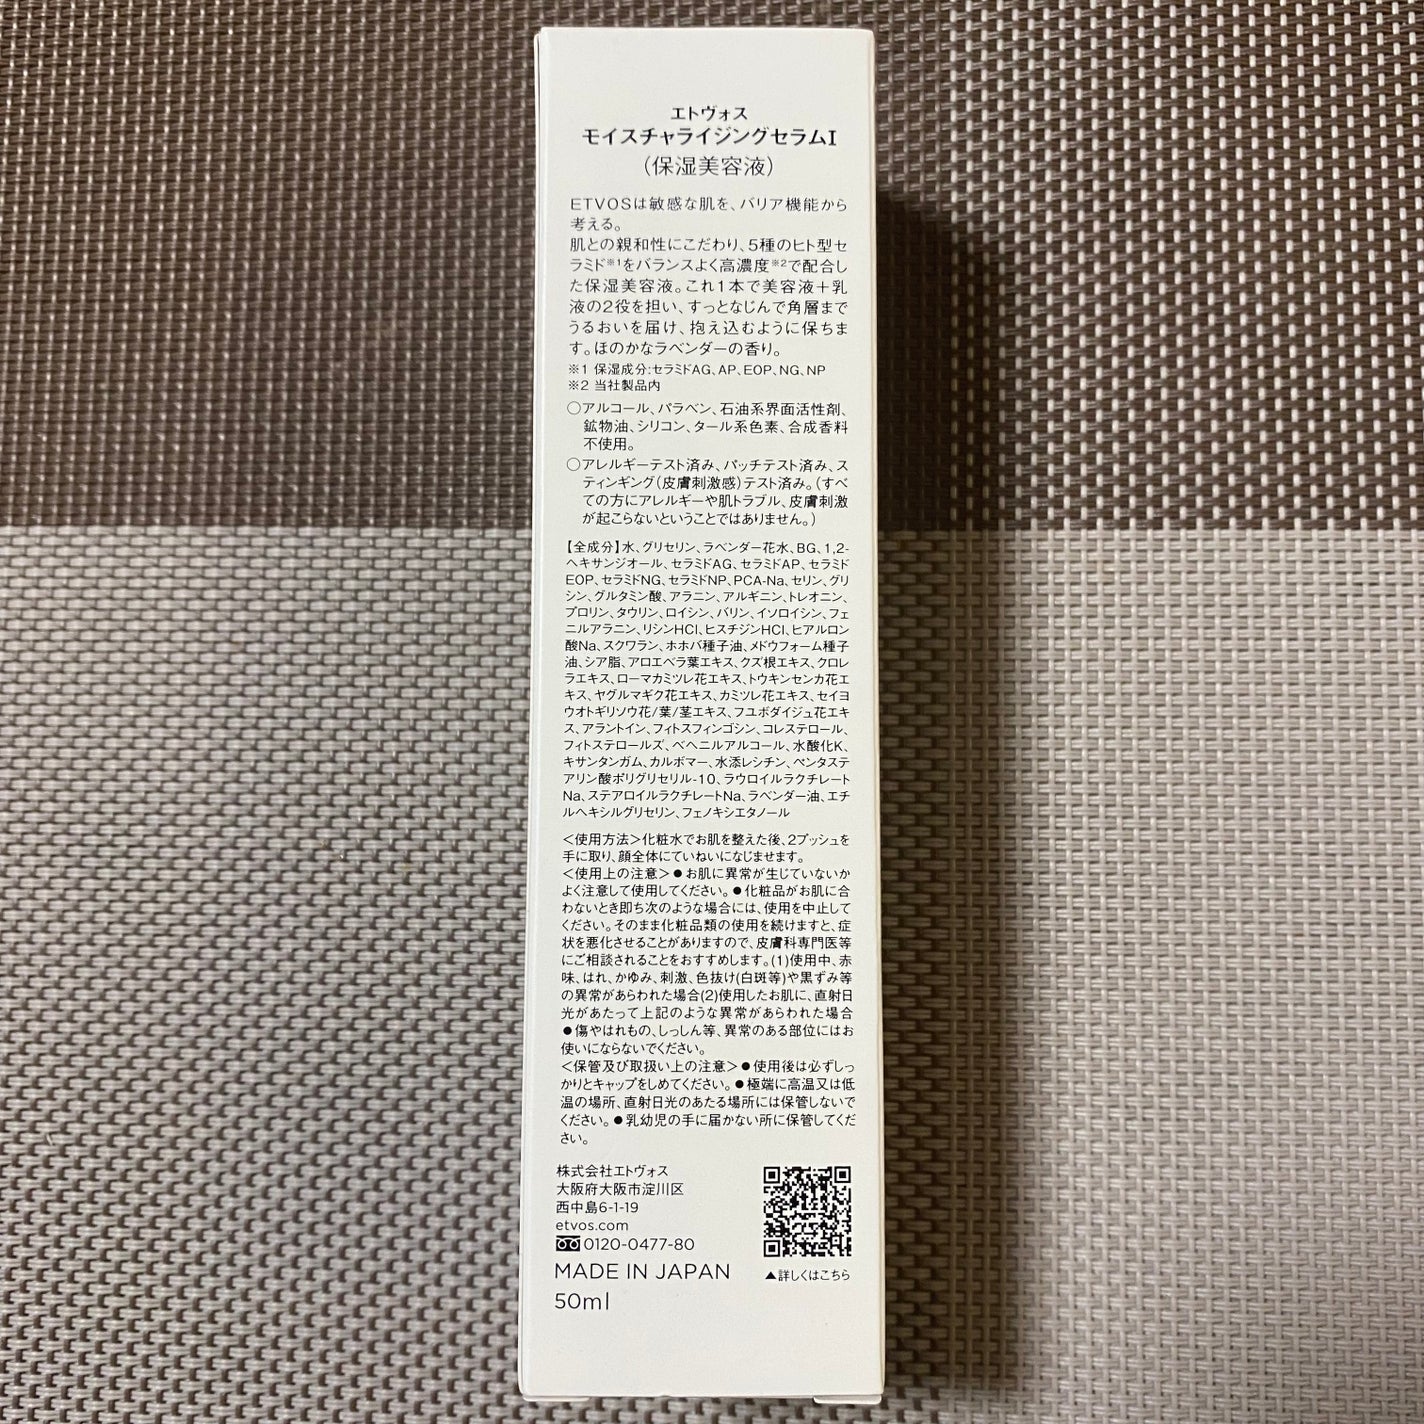 エトヴォス
モイスチャライジングセラムI
（保湿美容液）
ETVOSは敏感な肌を、バリア機能から
考える。
肌との親和性にこだわり、5種のヒト型セ
ラミド※1をバランスよく高濃度※2で配合し
た保湿美容液。これ1本で美容液＋乳
液の2役を担い、すっとなじんで角層まで
うるおいを届け、抱え込むように保ちま
す。ほのかなラベンダーの香り。
※1 保湿成分:セラミドAG、AP、EOP、NG、NP
※2 当社製品内
○アルコール、パラベン、石油系界面活性剤、
鉱物油、シリコン、タール系色素、合成香料
不使用。
○アレルギーテスト済み、パッチテスト済み、ス
ティンギング（皮膚刺激感）テスト済み。（すべ
ての方にアレルギーや肌トラブル、皮膚刺激
が起こらないということではありません。）
【全成分】水、グリセリン、ラベンダー花水、BG、1,2-
ヘキサンジオール、セラミドAG、セラミドAP、セラミド
EOP、セラミドNG、セラミドNP、PCA-Na、セリン、グリ
シン、グルタミン酸、アラニン、アルギニン、トレオニン、
プロリン、タウリン、ロイシン、バリン、イソロイシン、フェ
ニルアラニン、リシンHCl、ヒスチジンHCl、ヒアルロン
酸Na、スクワラン、ホホバ種子油、メドウフォーム種子
油、シア脂、アロエベラ葉エキス、クズ根エキス、クロレ
ラエキス、ローマカミツレ花エキス、トウキンセンカ花エ
キス、ヤグルマギク花エキス、カミツレ花エキス、セイヨ
ウオトギリソウ花/葉/茎エキス、フユボダイジュ花エキ
ス、アラントイン、フィトスフィンゴシン、コレステロール、
フィトステロールズ、ベヘニルアルコール、水酸化K、
キサンタンガム、カルボマー、水添レシチン、ペンタステ
アリン酸ポリグリセリル-10、ラウロイルラクチレート
Na、ステアロイルラクチレートNa、ラベンダー油、エチ
ルヘキシルグリセリン、フェノキシエタノール
＜使用方法＞化粧水でお肌を整えた後、2プッシュを
手に取り、顔全体にていねいになじませます。
＜使用上の注意＞●お肌に異常が生じていないか
よく注意して使用してください。●化粧品がお肌に合
わないとき即ち次のような場合には、使用を中止して
ください。そのまま化粧品類の使用を続けますと、症
状を悪化させることがありますので、皮膚科専門医等
にご相談されることをおすすめします。(1)使用中、赤
味、はれ、かゆみ、刺激、色抜け(白斑等)や黒ずみ等
の異常があらわれた場合(2)使用したお肌に、直射日
光があたって上記のような異常があらわれた場合
●傷やはれもの、しっしん等、異常のある部位にはお
使いにならないでください。
＜保管及び取扱い上の注意＞●使用後は必ずしっ
かりとキャップをしめてください。●極端に高温又は低
温の場所、直射日光のあたる場所には保管しないで
ください。●乳幼児の手に届かない所に保管してくだ
さい。
株式会社エトヴォス
大阪府大阪市淀川区
西中島6-1-19
etvos.com
0120-0477-80
MADE IN JAPAN
▲詳しくはこちら
50ml